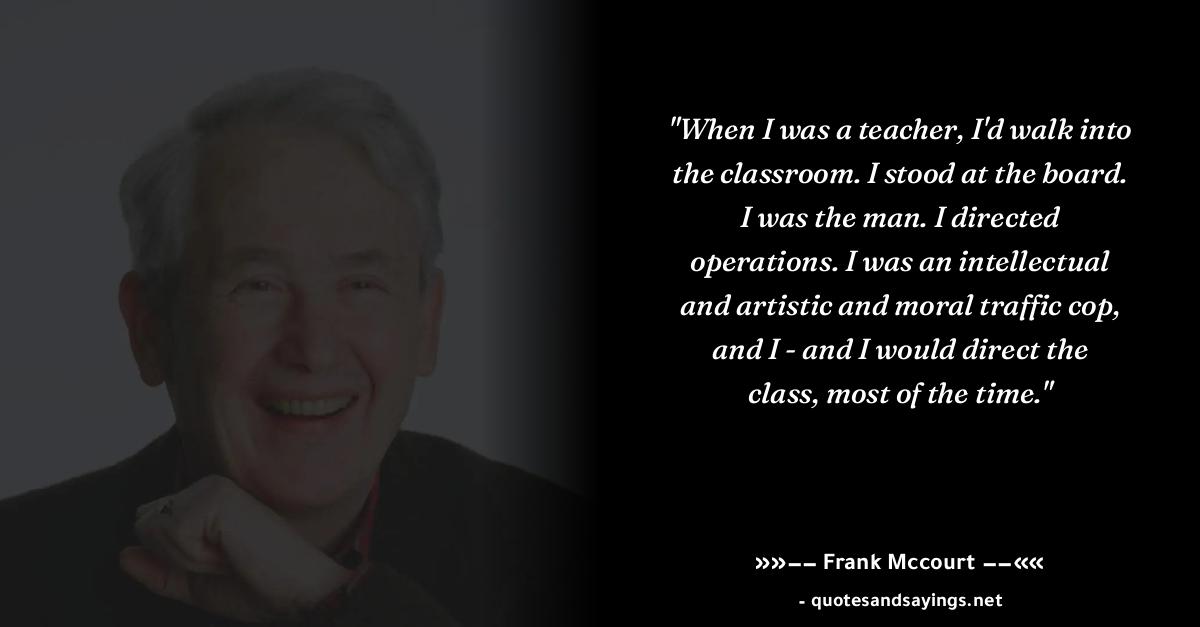 "When I was a teacher, I'd walk into
the classroom. I stood at the board.
I was the man. I directed
operations. I was an intellectual
and artistic and moral traffic cop,
and I - and I would direct the
class, most of the time."
»»–– Frank Mccourt ––««
- quotesandsayings.net